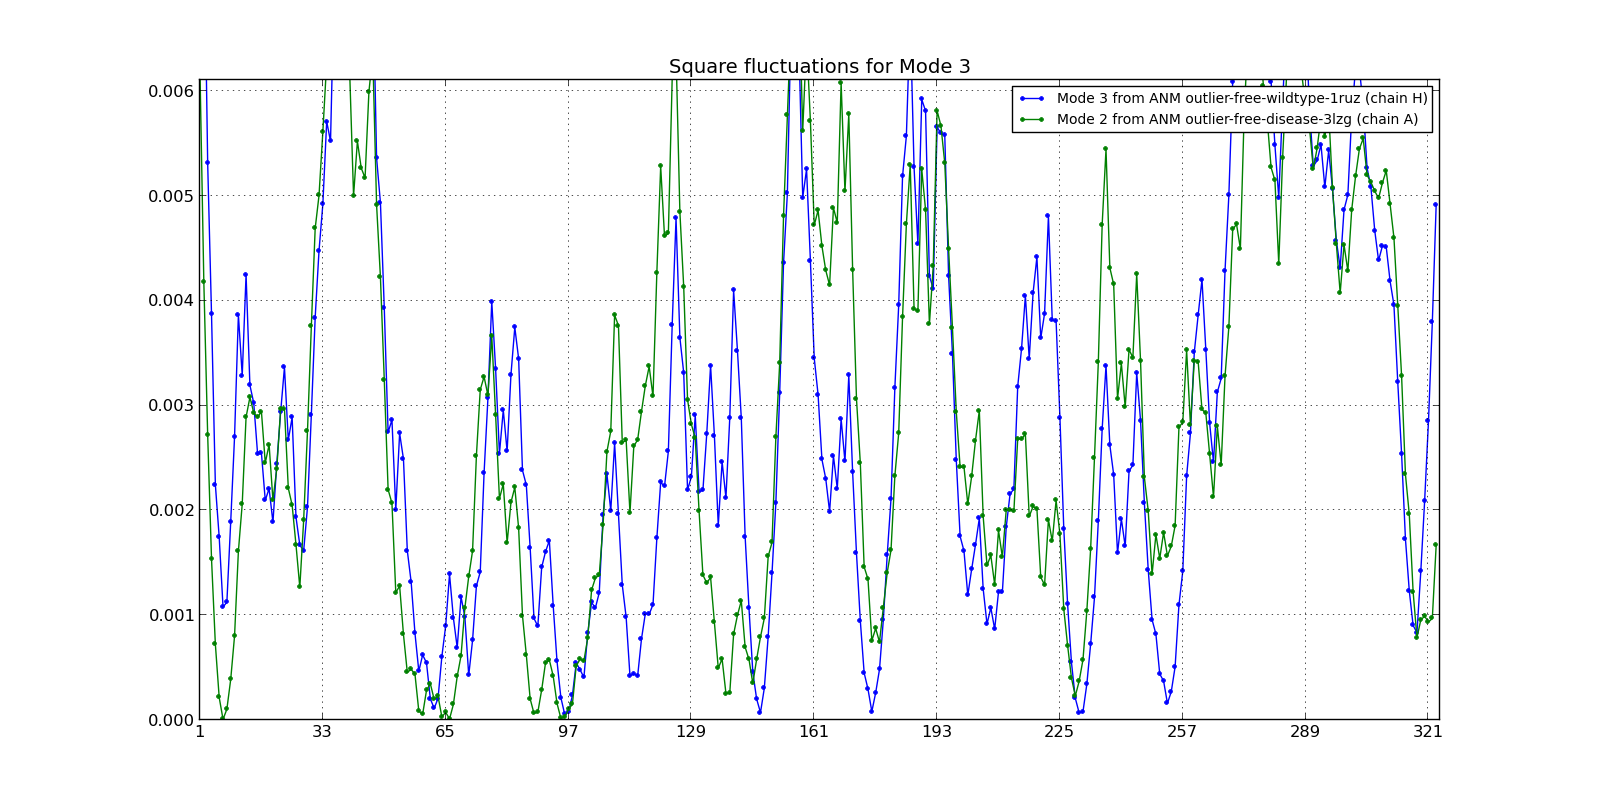 Square fluctuations for Mode 3
Mode 3 from ANM outlier-free-wildtype-1ruz (chain H)
Mode 2 from ANM outlier-free-disease-3lzg (chain A)
0.006
0.005
0.004
0.003
0.002
0.001
0.000
1 33 65 97 129 161 193 225 257 289 321